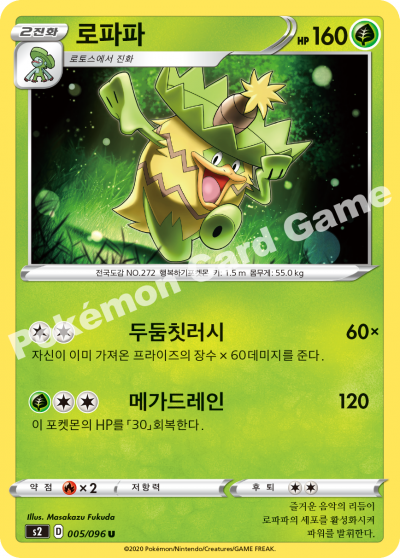 2진화
로파파
HP 160
로토스에서 진화
전국도감 NO.272 행복하기포켓몬 키: 1.5 m 몸무게: 55.0 kg
Pokémon Card Game
두둠칫러시 60×
자신이 이미 가져온 프라이즈의 장수 × 60데미지를 준다.
메가드레인 120
이 포켓몬의 HP를 「30」 회복한다.
약점 ×2 저항력 후퇴
Illus. Masakazu Fukuda
s2 D 005/096 U
즐거운 음악의 리듬이
로파파의 세포를 활성화시켜
파워를 발휘한다.
©2020 Pokémon/Nintendo/Creatures/GAME FREAK.